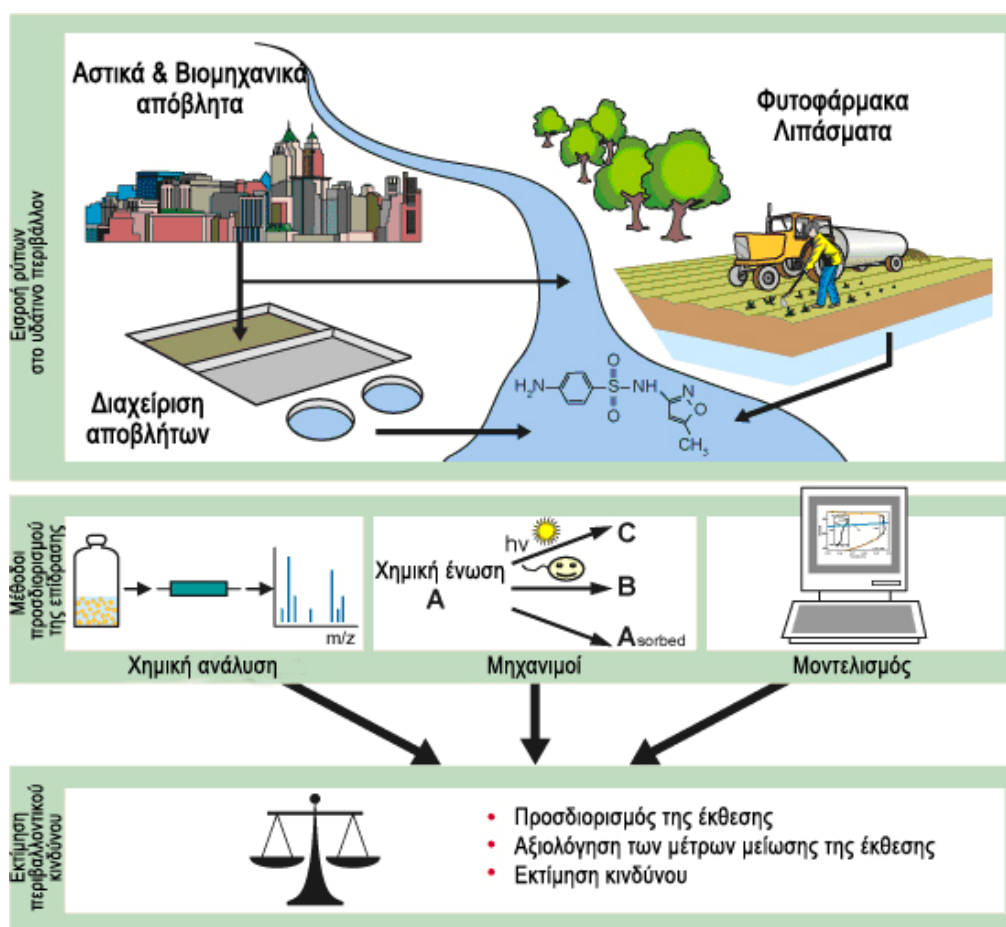 Εισροή ρύπων
στο υδάτινο περιβάλλον
Αστικά & Βιομηχανικά
απόβλητα
Φυτοφάρμακα
Λιπάσματα
Διαχείριση
αποβλήτων
H₂N
O
S
O
NH
N
O
CH₃
Μέθοδοι
προσδιορισμού
της επίδρασης
m/z
Χημική ανάλυση
Χημική ένωση
A
hν
C
B
A sorbed
Μηχανιμοί
Μοντελισμός
Εκτίμηση
περιβαλλοντικού
κινδύνου
• Προσδιορισμός της έκθεσης
• Αξιολόγηση των μέτρων μείωσης της έκθεσης
• Εκτίμηση κινδύνου